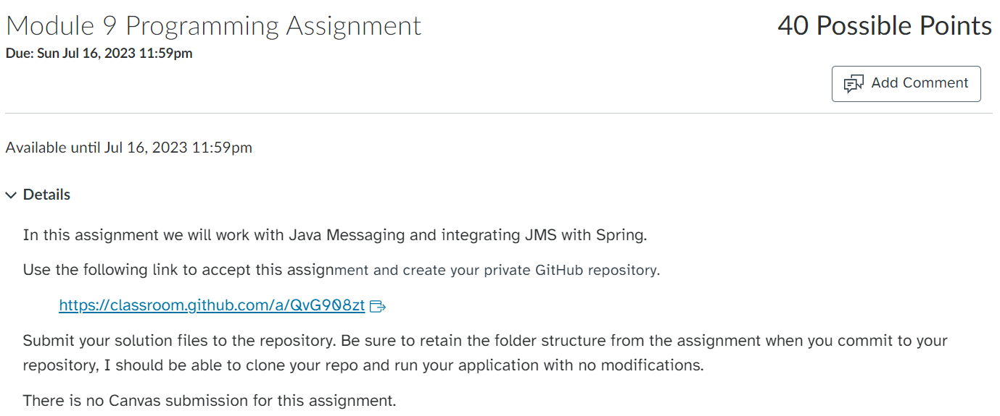 Module 9 Programming Assignment
40 Possible Points
Due: Sun Jul 16, 2023 11:59pm
Add Comment
Available until Jul 16, 2023 11:59pm
Details
In this assignment we will work with Java Messaging and integrating JMS with Spring.
Use the following link to accept this assignment and create your private GitHub repository.
https://classroom.github.com/a/QvG908zt
Submit your solution files to the repository. Be sure to retain the folder structure from the assignment when you commit to your
repository, I should be able to clone your repo and run your application with no modifications.
There is no Canvas submission for this assignment.